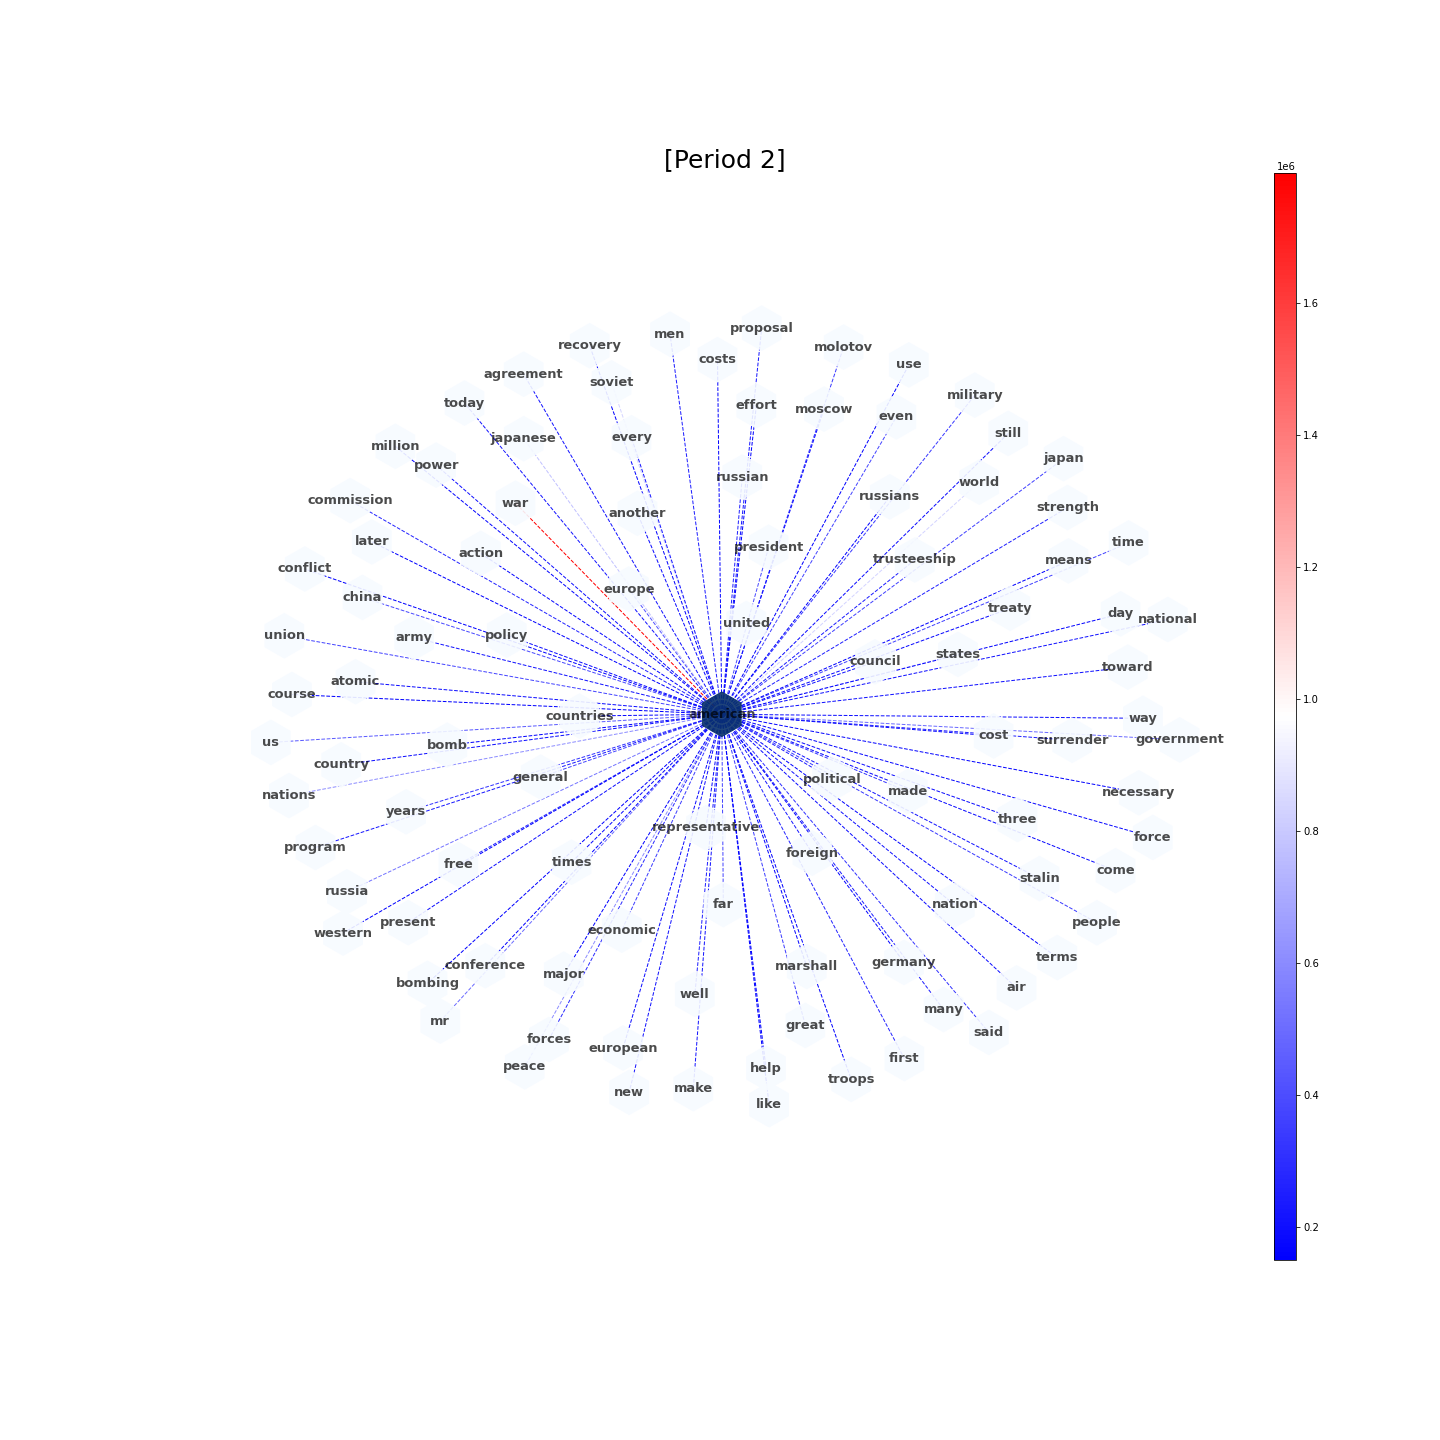 [Period 2]
1e6
proposal
men
recovery
molotov
costs
use
agreement
soviet
military
today
effort
moscow
even
still
japanese
every
million
japan
power
russian
world
russians
commission
war
strength
another
later
time
president
action
trusteeship
means
conflict
europe
china
treaty
day
national
united
union
army
policy
states
council
toward
atomic
course
american
countries
way
cost
surrender
government
us
bomb
country
general
political
made
necessary
nations
years
three
representative
force
program
foreign
times
free
come
stalin
russia
far
nation
people
present
economic
western
terms
conference
marshall
germany
major
bombing
air
well
many
mr
great
said
forces
european
first
peace
help
troops
make
new
like
1.6
1.4
1.2
1.0
0.8
0.6
0.4
0.2